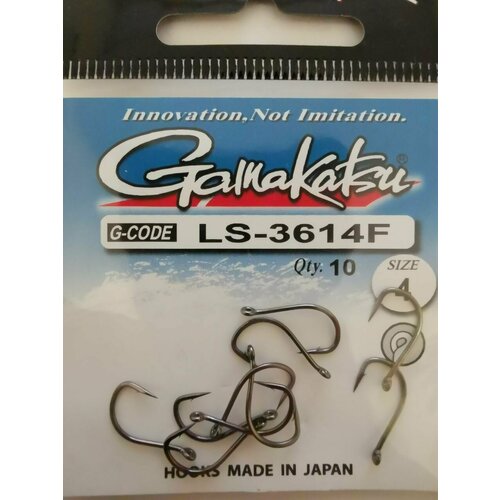 Innovation, Not Imitation.
Gamakatsu®
G-CODE LS-3614F
Qty. 10 SIZE
4
HOOKS MADE IN JAPAN